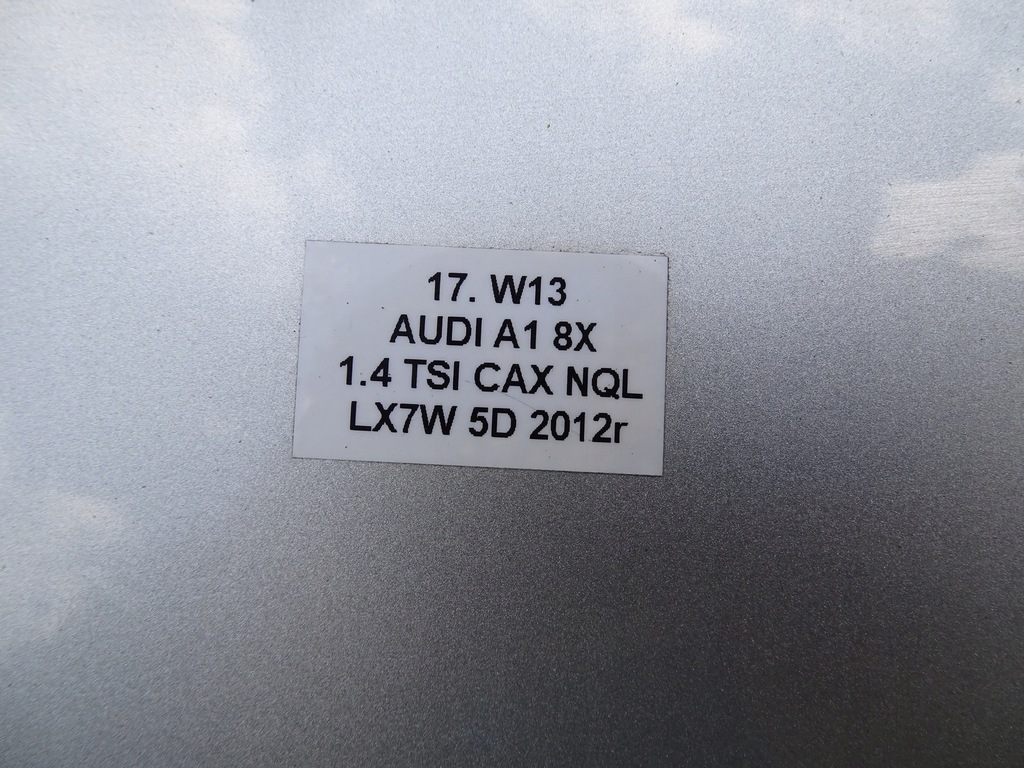 17. W13
AUDI A1 8X
1.4 TSI CAX NQL
LX7W 5D 2012r